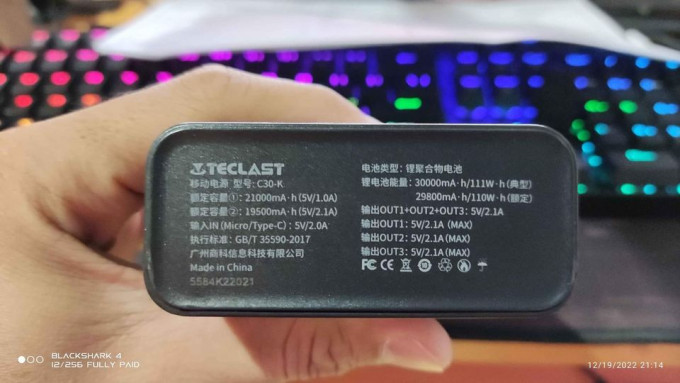 TECLAST
移动电源 型号: C30-K
额定容量①: 21000mA·h(5V/1.0A)
额定容量②: 19500mA·h(5V/2.1A)
输入IN (Micro/Type-C): 5V/2.0A
执行标准: GB/T 35590-2017
广州商科信息科技有限公司
Made in China
5584K22021
电池类型: 锂聚合物电池
锂电池能量: 30000mA·h/111W·h (典型)
29800mA·h/110W·h (额定)
输出OUT1+OUT2+OUT3: 5V/2.1A
输出OUT1: 5V/2.1A (MAX)
输出OUT2: 5V/2.1A (MAX)
输出OUT3: 5V/2.1A (MAX)
FC CE
BLACKSHARK 4
12/256 FULLY PAID
12/19/2022 21:14